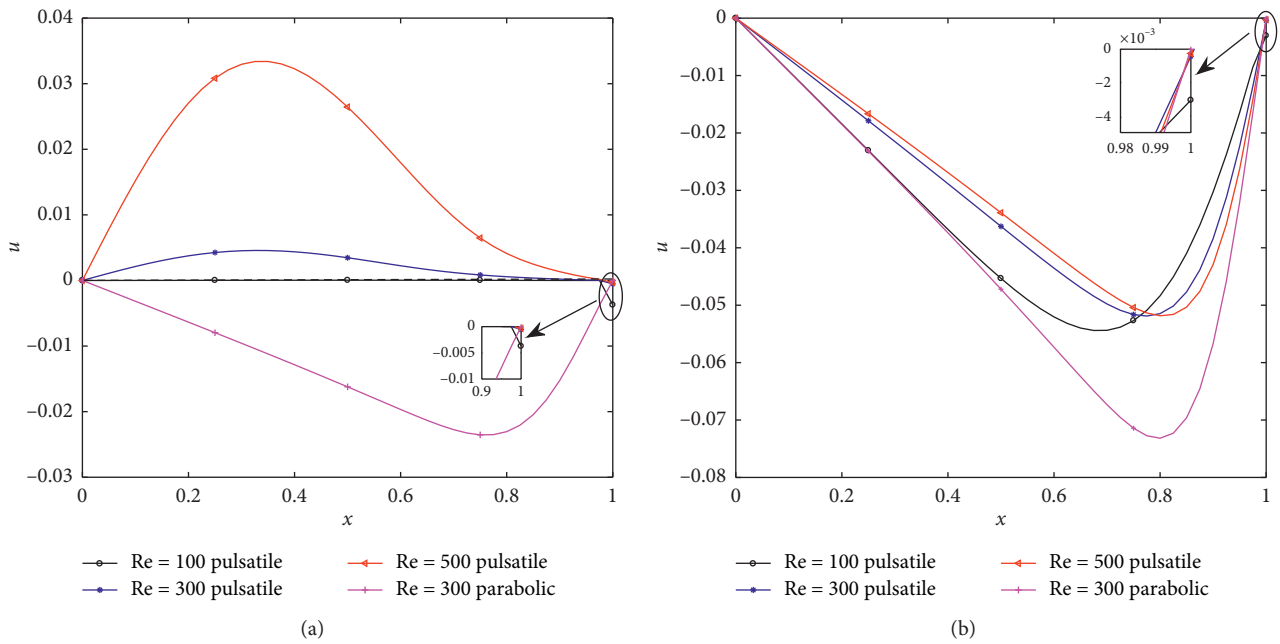 0.04
0.03
0.02
0.01
0
−0.01
−0.02
−0.03
u
0
−0.005
−0.01
0.9 1
0 0.2 0.4 0.6 0.8 1
x
Re = 100 pulsatile Re = 500 pulsatile
Re = 300 pulsatile Re = 300 parabolic
(a)
0
−0.01
−0.02
−0.03
−0.04
−0.05
−0.06
−0.07
−0.08
u
×10−3
0
−2
−4
0.98 0.99 1
0 0.2 0.4 0.6 0.8 1
x
Re = 100 pulsatile Re = 500 pulsatile
Re = 300 pulsatile Re = 300 parabolic
(b)